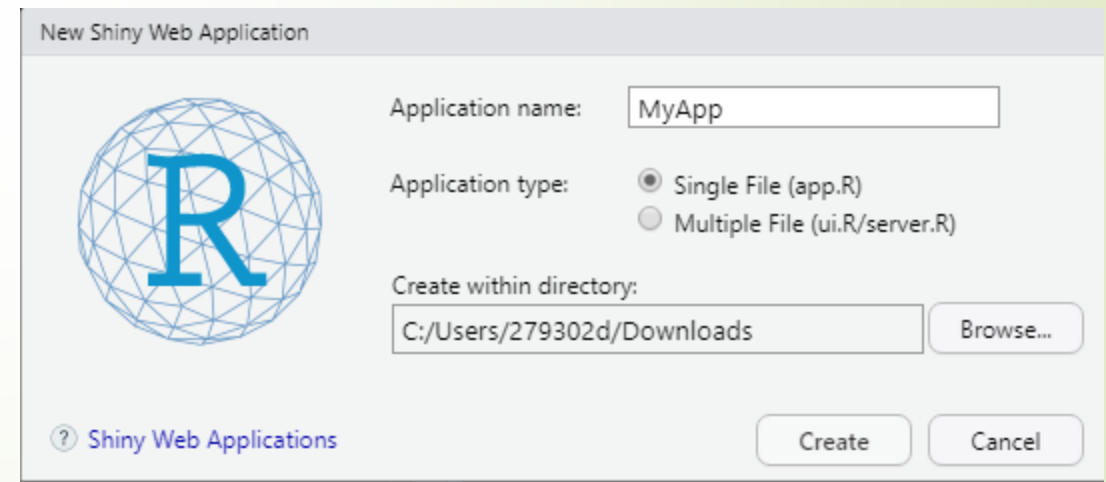 New Shiny Web Application
R
Application name: MyApp
Application type: Single File (app.R)
Multiple File (ui.R/server.R)
Create within directory:
C:/Users/279302d/Downloads Browse...
? Shiny Web Applications Create Cancel